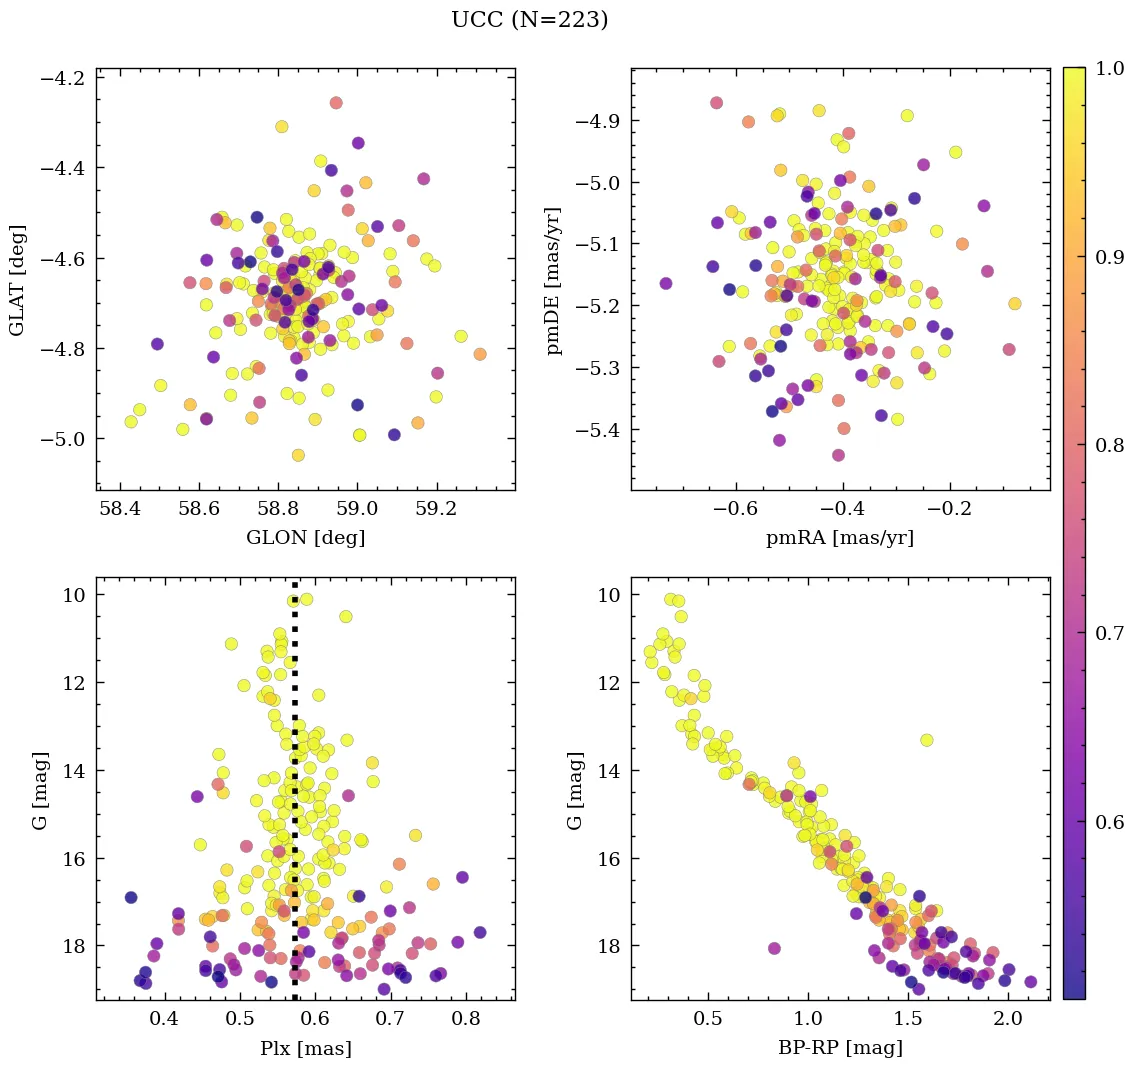 UCC (N=223)
−4.2
−4.4
−4.6
−4.8
−5.0
GLAT [deg]
58.4 58.6 58.8 59.0 59.2
GLON [deg]
−4.9
−5.0
−5.1
−5.2
−5.3
−5.4
pmDE [mas/yr]
−0.6 −0.4 −0.2
pmRA [mas/yr]
1.0
0.9
0.8
0.7
0.6
10
12
14
16
18
G [mag]
0.4 0.5 0.6 0.7 0.8
Plx [mas]
10
12
14
16
18
G [mag]
0.5 1.0 1.5 2.0
BP-RP [mag]